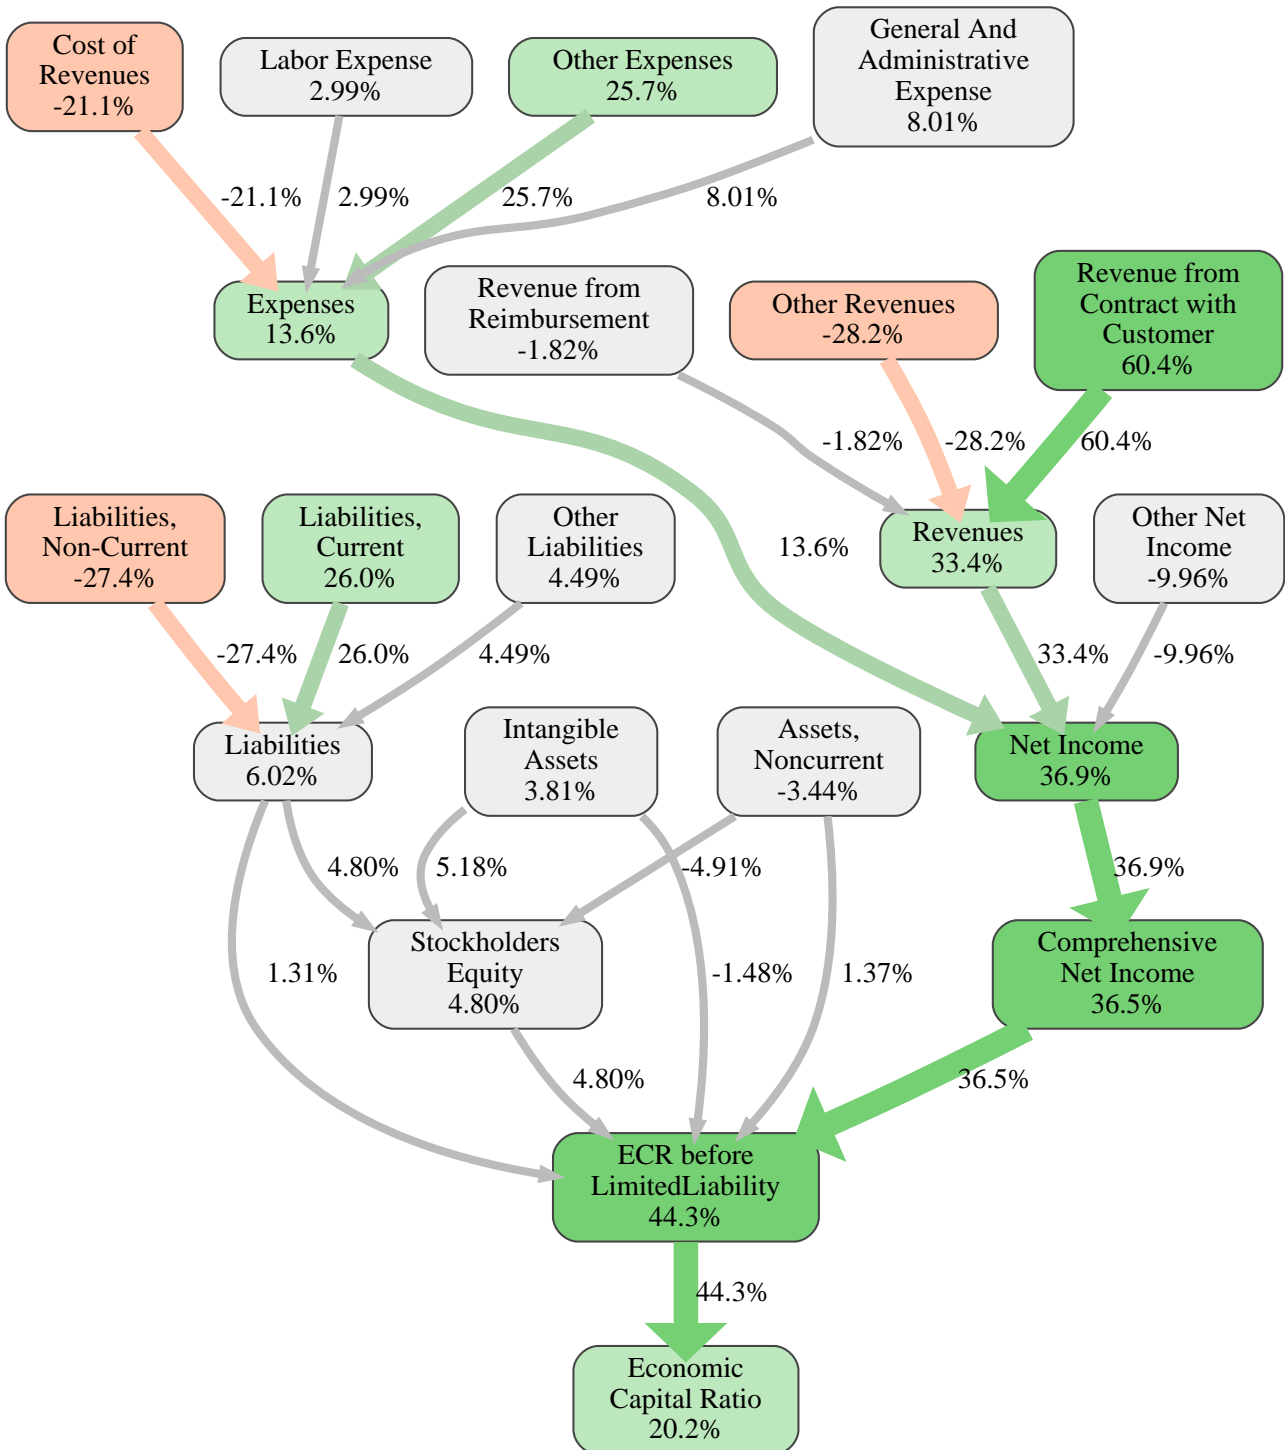 Cost of
Revenues
-21.1%
Labor Expense
2.99%
Other Expenses
25.7%
General And
Administrative
Expense
8.01%
-21.1%
2.99%
25.7%
8.01%
Expenses
13.6%
Revenue from
Reimbursement
-1.82%
Other Revenues
-28.2%
Revenue from
Contract with
Customer
60.4%
-1.82%
-28.2%
60.4%
Liabilities,
Non-Current
-27.4%
Liabilities,
Current
26.0%
Other
Liabilities
4.49%
13.6%
Revenues
33.4%
Other Net
Income
-9.96%
-27.4%
26.0%
4.49%
33.4%
-9.96%
Liabilities
6.02%
Intangible
Assets
3.81%
Assets,
Noncurrent
-3.44%
Net Income
36.9%
4.80%
5.18%
-4.91%
36.9%
Stockholders
Equity
4.80%
Comprehensive
Net Income
36.5%
1.31%
-1.48%
1.37%
4.80%
36.5%
ECR before
LimitedLiability
44.3%
44.3%
Economic
Capital Ratio
20.2%